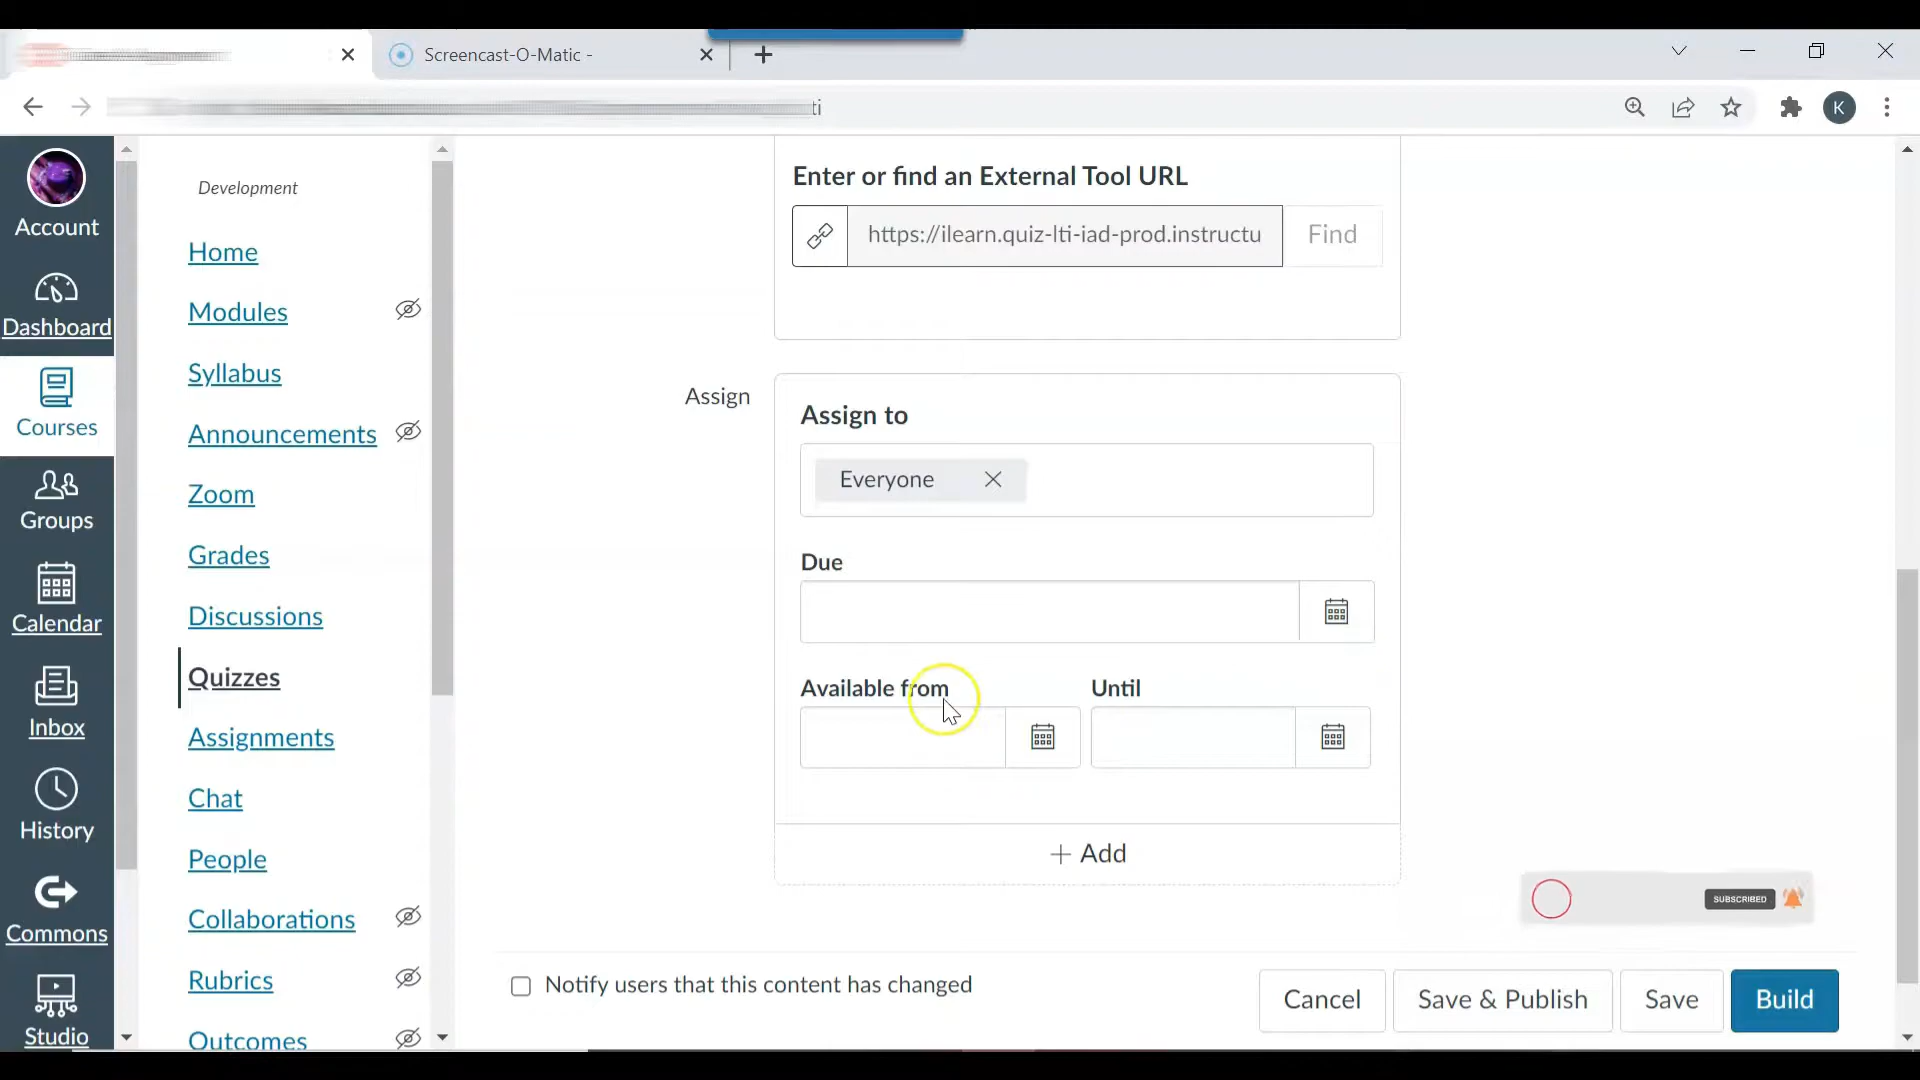 Screencast-O-Matic -
ti
K
Account
Dashboard
Courses
Groups
Calendar
Inbox
History
Commons
Studio
Development
Home
Modules
Syllabus
Announcements
Zoom
Grades
Discussions
Quizzes
Assignments
Chat
People
Collaborations
Rubrics
Outcomes
Enter or find an External Tool URL
https://ilearn.quiz-lti-iad-prod.instructu
Find
Assign
Assign to
Everyone
Due
Available from
Until
+ Add
SUBSCRIBED
Notify users that this content has changed
Cancel
Save & Publish
Save
Build